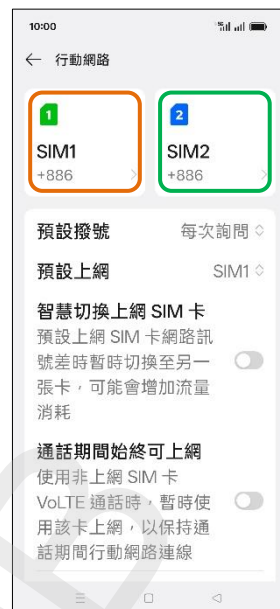 10:00
5G
← 行動網路
1
2
SIM1
SIM2
+886
+886
預設撥號 每次詢問
預設上網 SIM1
智慧切換上網 SIM 卡
預設上網 SIM 卡網路訊
號差時暫時切換至另一
張卡，可能會增加流量
消耗
通話期間始終可上網
使用非上網 SIM 卡
VoLTE 通話時，暫時使
用該卡上網，以保持通
話期間行動網路連線